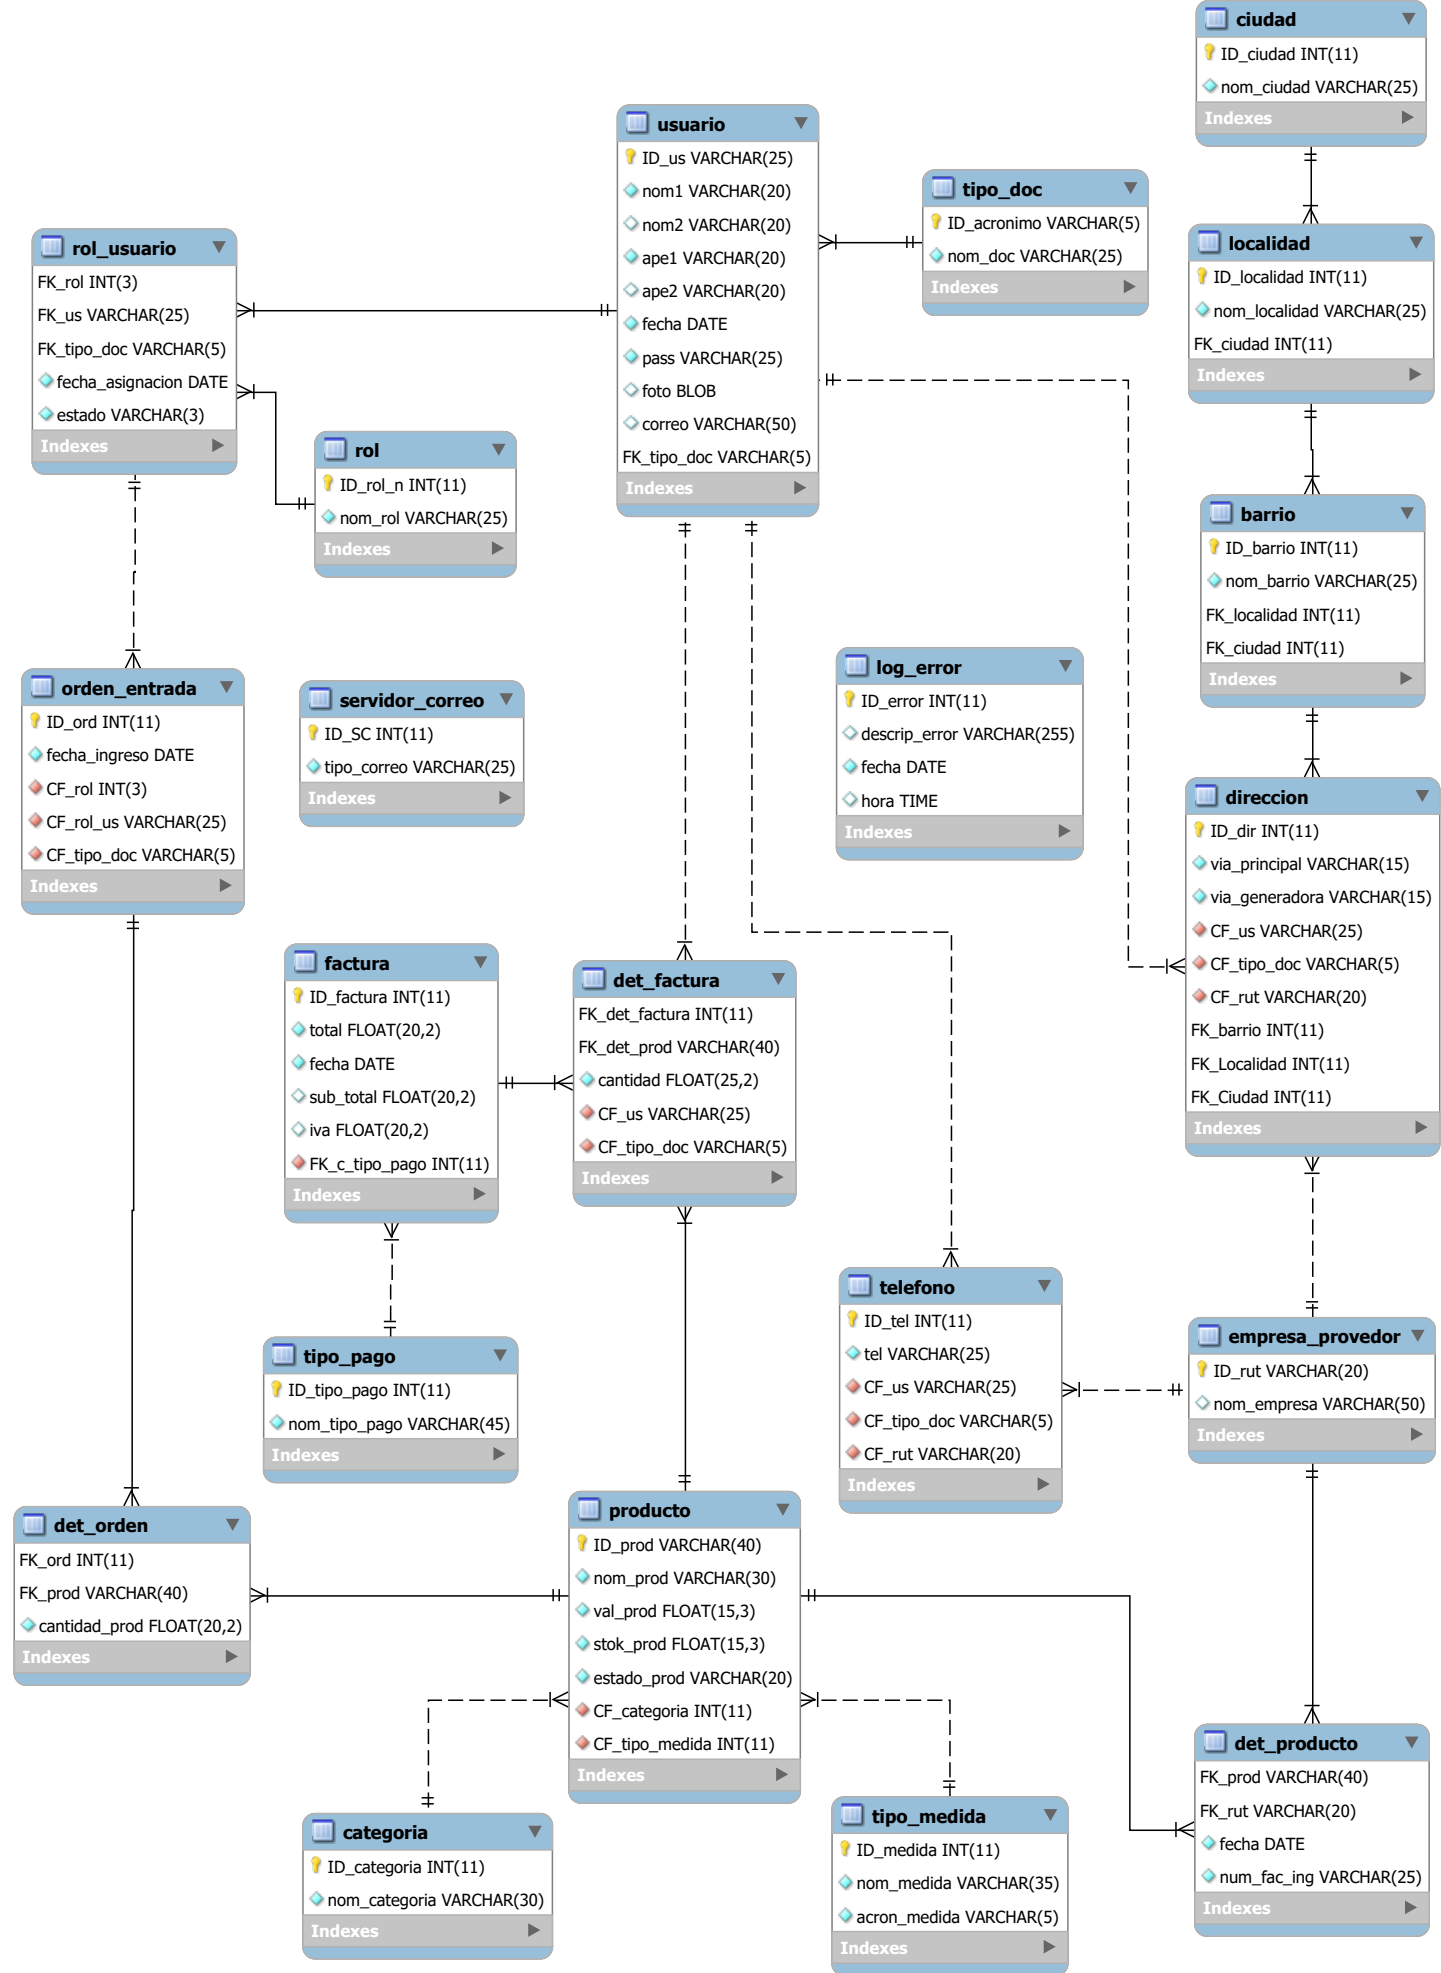 ciudad
ID_ciudad INT(11)
nom_ciudad VARCHAR(25)
Indexes
usuario
ID_us VARCHAR(25)
nom1 VARCHAR(20)
nom2 VARCHAR(20)
ape1 VARCHAR(20)
ape2 VARCHAR(20)
fecha DATE
pass VARCHAR(25)
foto BLOB
correo VARCHAR(50)
FK_tipo_doc VARCHAR(5)
Indexes
tipo_doc
ID_acronimo VARCHAR(5)
nom_doc VARCHAR(25)
Indexes
localidad
ID_localidad INT(11)
nom_localidad VARCHAR(25)
FK_ciudad INT(11)
Indexes
rol_usuario
FK_rol INT(3)
FK_us VARCHAR(25)
FK_tipo_doc VARCHAR(5)
fecha_asignacion DATE
estado VARCHAR(3)
Indexes
rol
ID_rol_n INT(11)
nom_rol VARCHAR(25)
Indexes
barrio
ID_barrio INT(11)
nom_barrio VARCHAR(25)
FK_localidad INT(11)
FK_ciudad INT(11)
Indexes
orden_entrada
ID_ord INT(11)
fecha_ingreso DATE
CF_rol INT(3)
CF_rol_us VARCHAR(25)
CF_tipo_doc VARCHAR(5)
Indexes
servidor_correo
ID_SC INT(11)
tipo_correo VARCHAR(25)
Indexes
log_error
ID_error INT(11)
descrip_error VARCHAR(255)
fecha DATE
hora TIME
Indexes
direccion
ID_dir INT(11)
via_principal VARCHAR(15)
via_generadora VARCHAR(15)
CF_us VARCHAR(25)
CF_tipo_doc VARCHAR(5)
CF_rut VARCHAR(20)
FK_barrio INT(11)
FK_Localidad INT(11)
FK_Ciudad INT(11)
Indexes
factura
ID_factura INT(11)
total FLOAT(20,2)
fecha DATE
sub_total FLOAT(20,2)
iva FLOAT(20,2)
FK_c_tipo_pago INT(11)
Indexes
det_factura
FK_det_factura INT(11)
FK_det_prod VARCHAR(40)
cantidad FLOAT(25,2)
CF_us VARCHAR(25)
CF_tipo_doc VARCHAR(5)
Indexes
telefono
ID_tel INT(11)
tel VARCHAR(25)
CF_us VARCHAR(25)
CF_tipo_doc VARCHAR(5)
CF_rut VARCHAR(20)
Indexes
empresa_provedor
ID_rut VARCHAR(20)
nom_empresa VARCHAR(50)
Indexes
tipo_pago
ID_tipo_pago INT(11)
nom_tipo_pago VARCHAR(45)
Indexes
det_orden
FK_ord INT(11)
FK_prod VARCHAR(40)
cantidad_prod FLOAT(20,2)
Indexes
producto
ID_prod VARCHAR(40)
nom_prod VARCHAR(30)
val_prod FLOAT(15,3)
stok_prod FLOAT(15,3)
estado_prod VARCHAR(20)
CF_categoria INT(11)
CF_tipo_medida INT(11)
Indexes
det_producto
FK_prod VARCHAR(40)
FK_rut VARCHAR(20)
fecha DATE
num_fac_ing VARCHAR(25)
Indexes
categoria
ID_categoria INT(11)
nom_categoria VARCHAR(30)
Indexes
tipo_medida
ID_medida INT(11)
nom_medida VARCHAR(35)
acron_medida VARCHAR(5)
Indexes